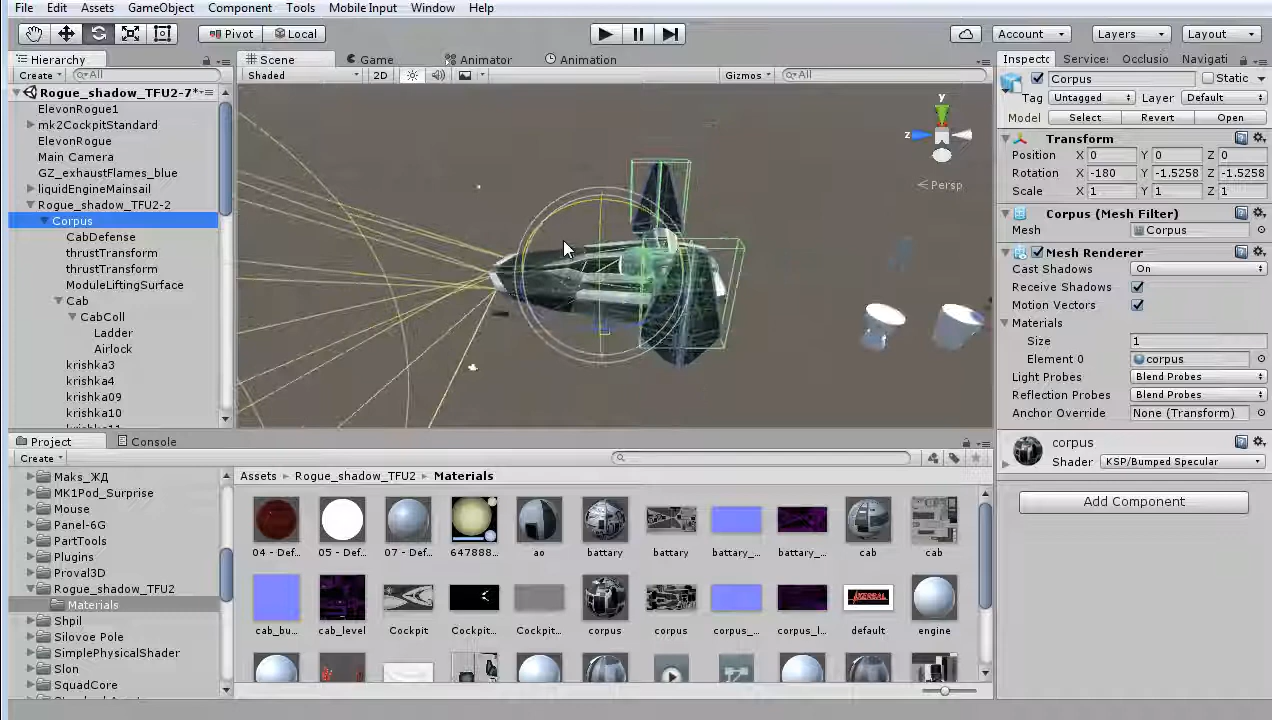 File Edit Assets GameObject Component Tools Mobile Input Window Help
Pivot Local Account Layers Layout
Hierarchy
Create All
Rogue_shadow_TFU2-7*
ElevonRogue1
mk2CockpitStandard
ElevonRogue
Main Camera
GZ_exhaustFlames_blue
liquidEngineMainsail
Rogue_shadow_TFU2-2
Corpus
CabDefense
thrustTransform
thrustTransform
ModuleLiftingSurface
Cab
CabColl
Ladder
Airlock
krishka3
krishka4
krishka09
krishka10
Scene Game Animator Animation
Shaded 2D Gizmos All
y
z
Persp
Inspecto Services Occlusio Navigati
Corpus Static
Tag Untagged Layer Default
Model Select Revert Open
Transform
Position X 0 Y 0 Z 0
Rotation X -180 Y -1.5258 Z -1.5258
Scale X 1 Y 1 Z 1
Corpus (Mesh Filter)
Mesh Corpus
Mesh Renderer
Cast Shadows On
Receive Shadows
Motion Vectors
Materials
Size 1
Element 0 corpus
Light Probes Blend Probes
Reflection Probes Blend Probes
Anchor Override None (Transform)
corpus
Shader KSP/Bumped Specular
Add Component
Project Console
Create
Maks_ЖД
MK1Pod_Surprise
Mouse
Panel-6G
PartTools
Plugins
Proval3D
Rogue_shadow_TFU2
Materials
Shpil
Silovoe Pole
SimplePhysicalShader
Slon
SquadCore
Assets Rogue_shadow_TFU2 Materials
04 - Def.. 05 - Def.. 07 - Def.. 647888.. ao battary battary battary_.. battary_.. cab cab
cab_bu.. cab_level Cockpit Cockpit.. Cockpit.. corpus corpus corpus_.. corpus_l.. default engine
KERBAL